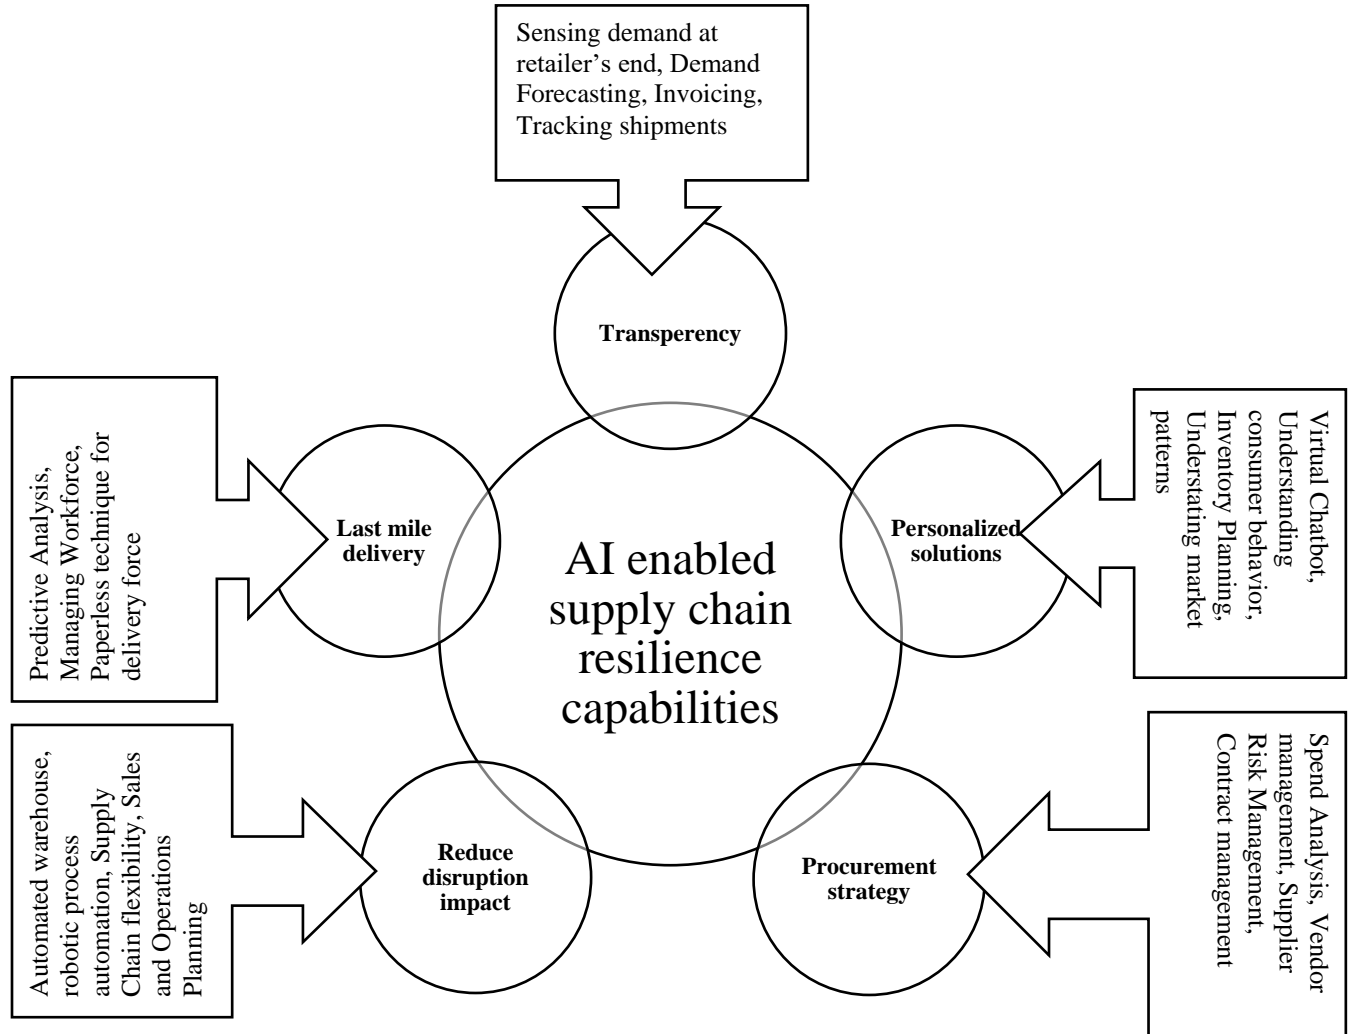 Sensing demand at
retailer’s end, Demand
Forecasting, Invoicing,
Tracking shipments
Transperency
Predictive Analysis,
Managing Workforce,
Paperless technique for
delivery force
Last mile
delivery
Personalized
solutions
Virtual Chatbot,
Understanding
consumer behavior,
Inventory Planning,
Understating market
patterns
AI enabled
supply chain
resilience
capabilities
Automated warehouse,
robotic process
automation, Supply
Chain flexibility, Sales
and Operations
Planning
Reduce
disruption
impact
Procurement
strategy
Spend Analysis, Vendor
management, Supplier
Risk Management,
Contract management